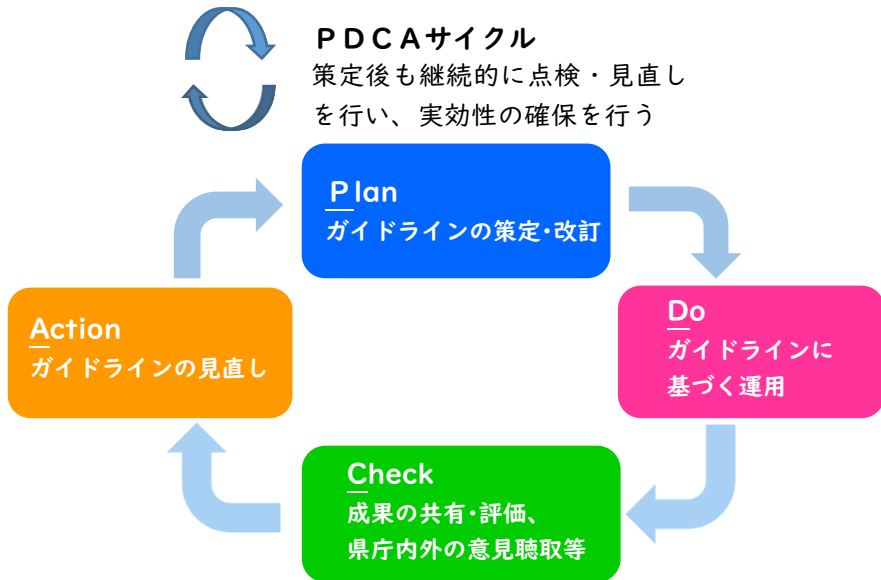 ＰＤＣＡサイクル
策定後も継続的に点検・見直し
を行い、実効性の確保を行う
Ｐlan
ガイドラインの策定･改訂
Action
ガイドラインの見直し
Do
ガイドラインに
基づく運用
Check
成果の共有･評価、
県庁内外の意見聴取等